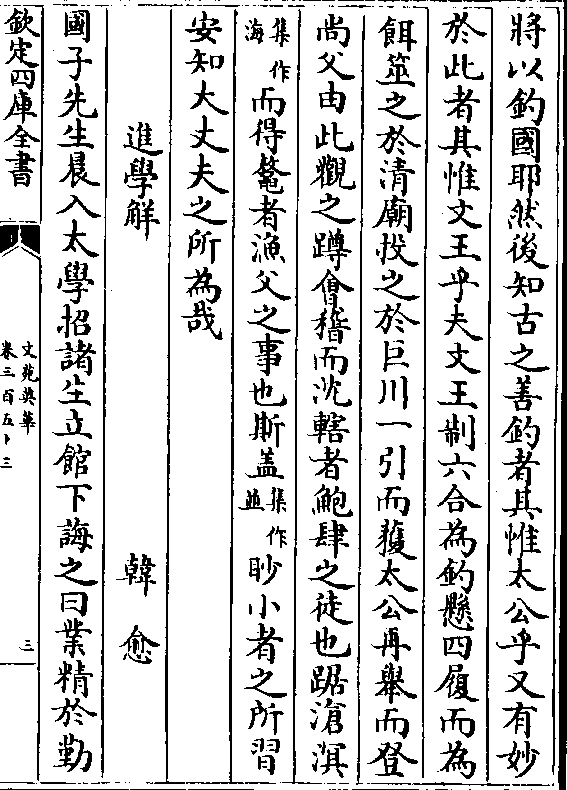 將以釣國耶然後知古之善釣者其惟太公乎又有妙
於此者其惟文王乎夫文王制六合為釣懸四履而為
餌筮之於清廟投之於巨川一引而獲太公再舉而登
尚父由此觀之蹲會稽而沈轄者鮑肆之徒也踞滄溟
集作海而得鼇者漁父之事也斯蓋集作並眇小者之所習
安知大丈夫之所為哉
進學解 韓愈
國子先生晨入太學招諸生立館下誨之曰業精於勤
欽定四庫全書
文苑英華
卷三百五十三
三